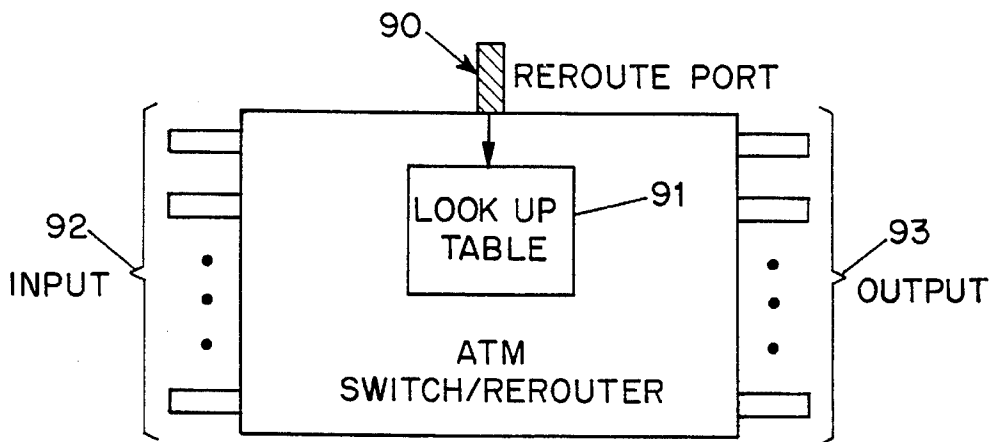 90
REROUTE PORT
LOOK UP
TABLE
91
92
INPUT
93
OUTPUT
ATM
SWITCH/REROUTER